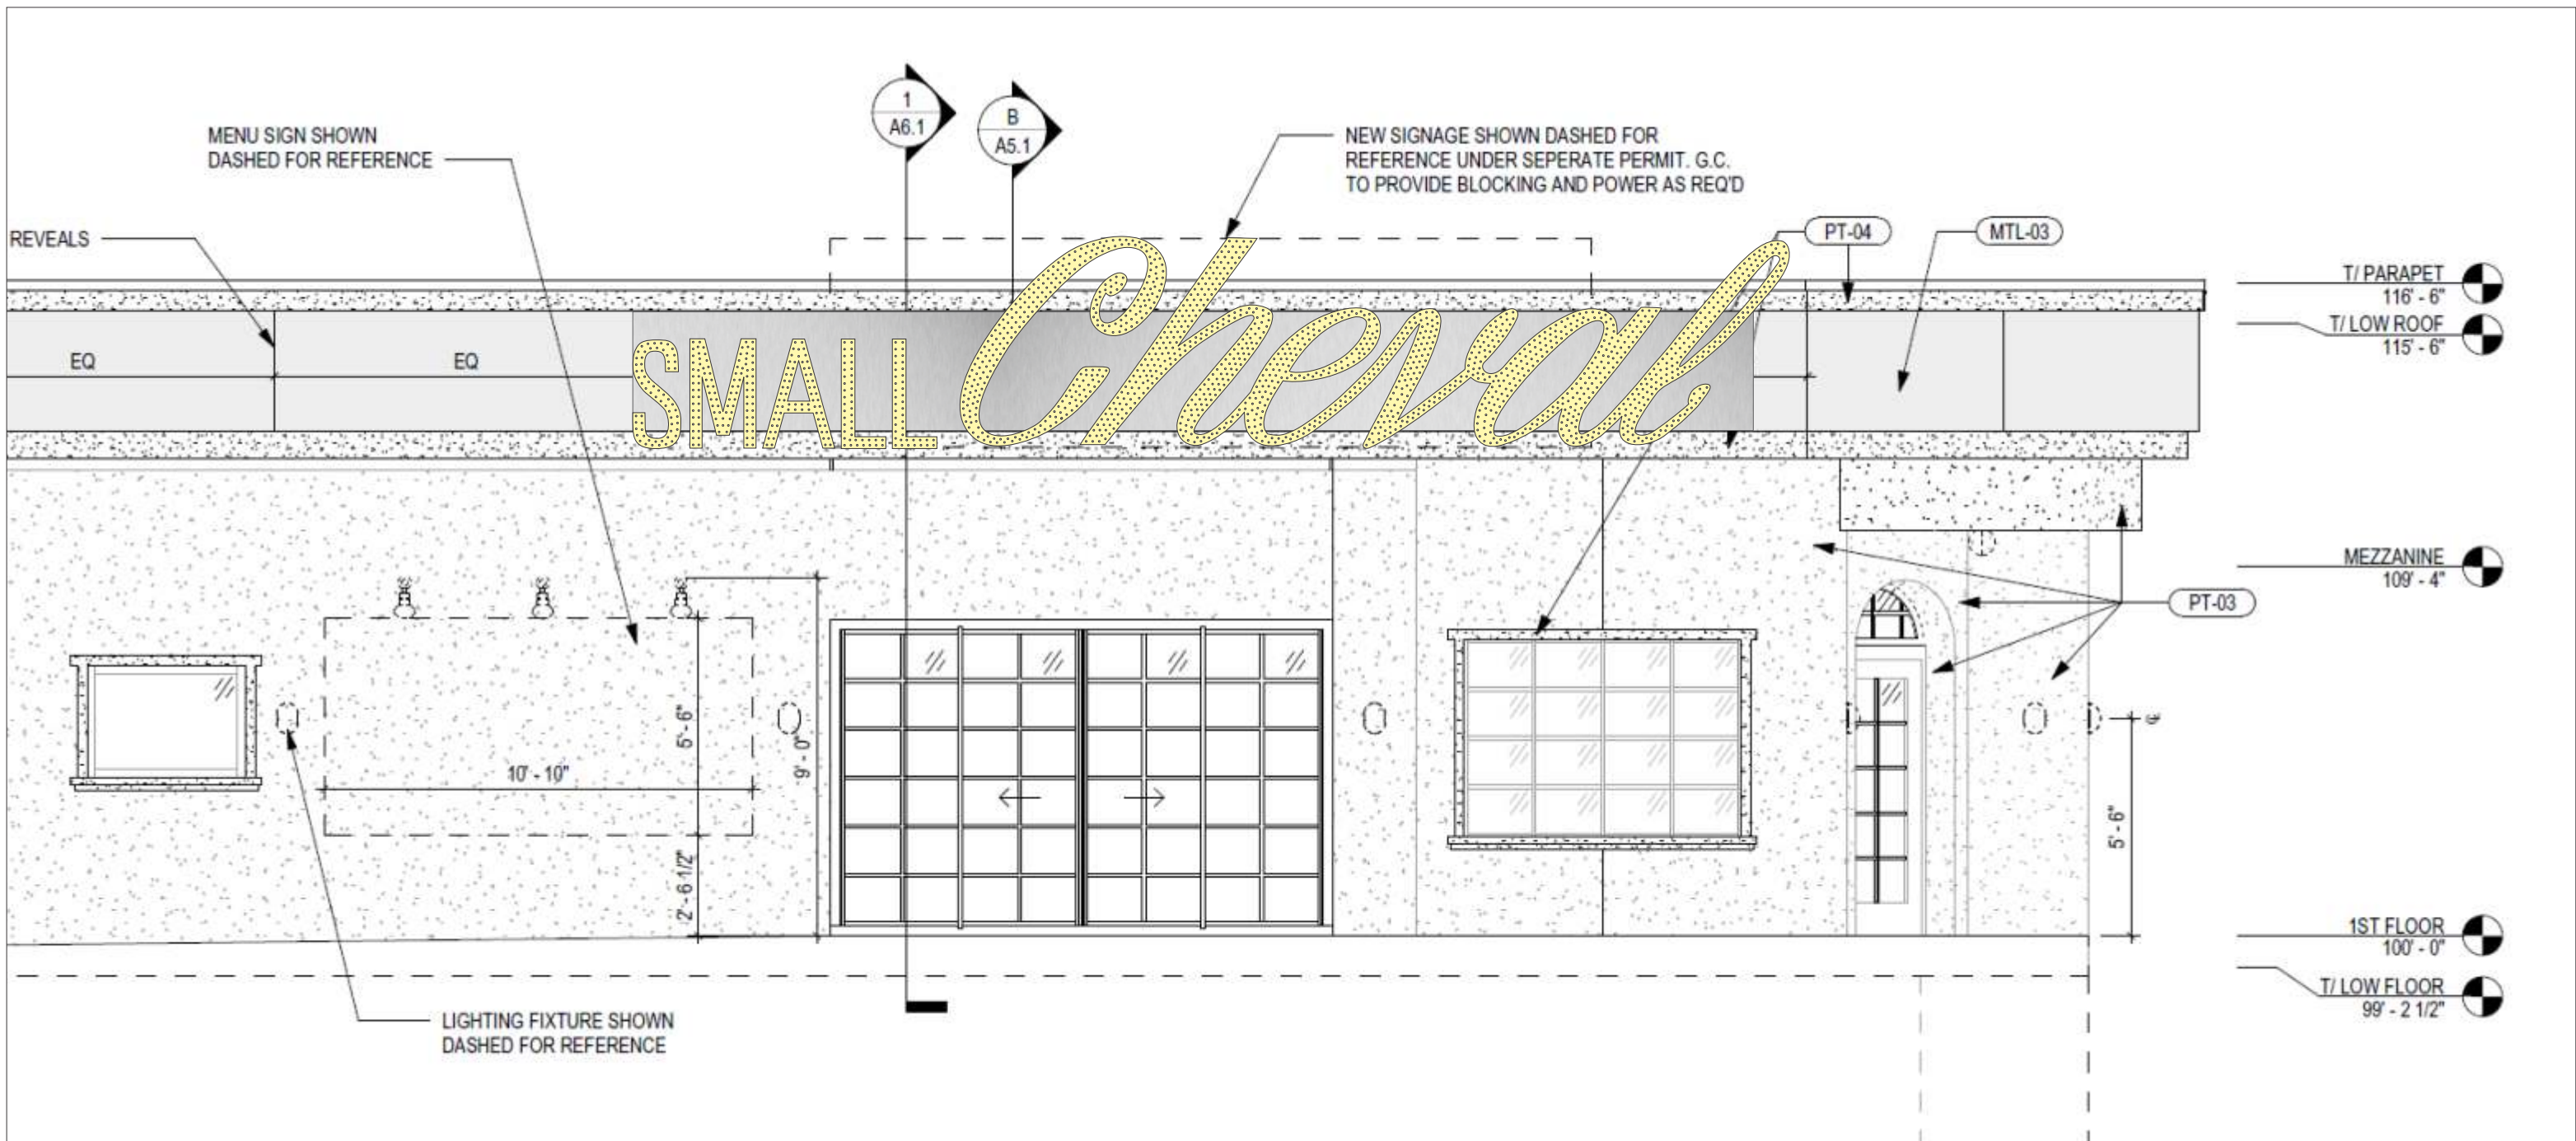 1
A6.1
B
A5.1
MENU SIGN SHOWN
DASHED FOR REFERENCE
NEW SIGNAGE SHOWN DASHED FOR
REFERENCE UNDER SEPERATE PERMIT. G.C.
TO PROVIDE BLOCKING AND POWER AS REQ'D
REVEALS
PT-04
MTL-03
T/ PARAPET
116' - 6"
T/ LOW ROOF
115' - 6"
EQ
EQ
SMALL Cheval
MEZZANINE
109' - 4"
PT-03
5' - 6"
9' - 0"
10' - 10"
2' - 6 1/2"
5' - 6"
1ST FLOOR
100' - 0"
T/ LOW FLOOR
99' - 2 1/2"
LIGHTING FIXTURE SHOWN
DASHED FOR REFERENCE